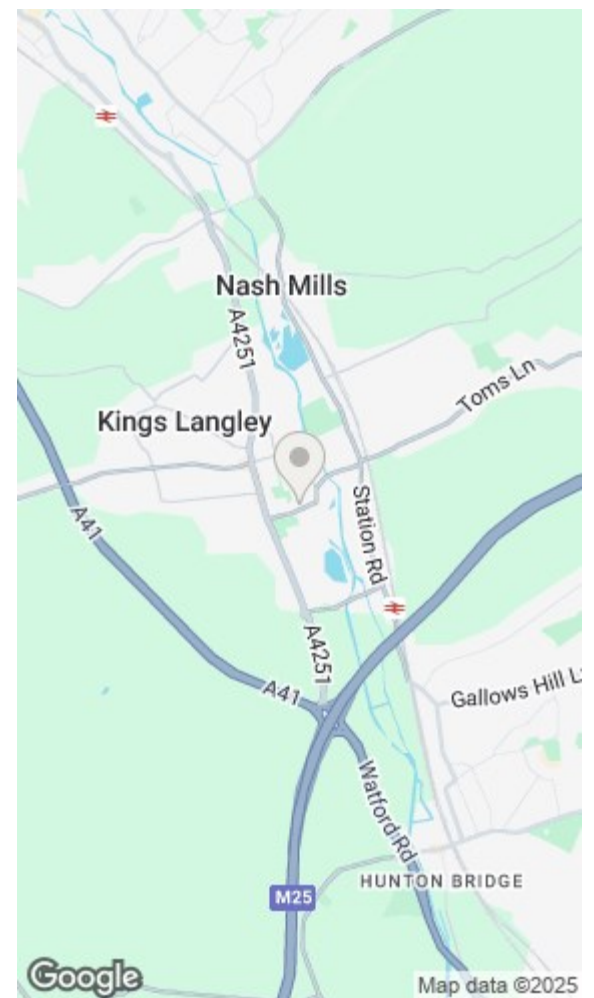 Nash Mills
A4251
Toms Ln
Kings Langley
A41
Station Rd
A4251
A41
Gallows Hill L
Watford Rd
HUNTON BRIDGE
M25
Google
Map data ©2025